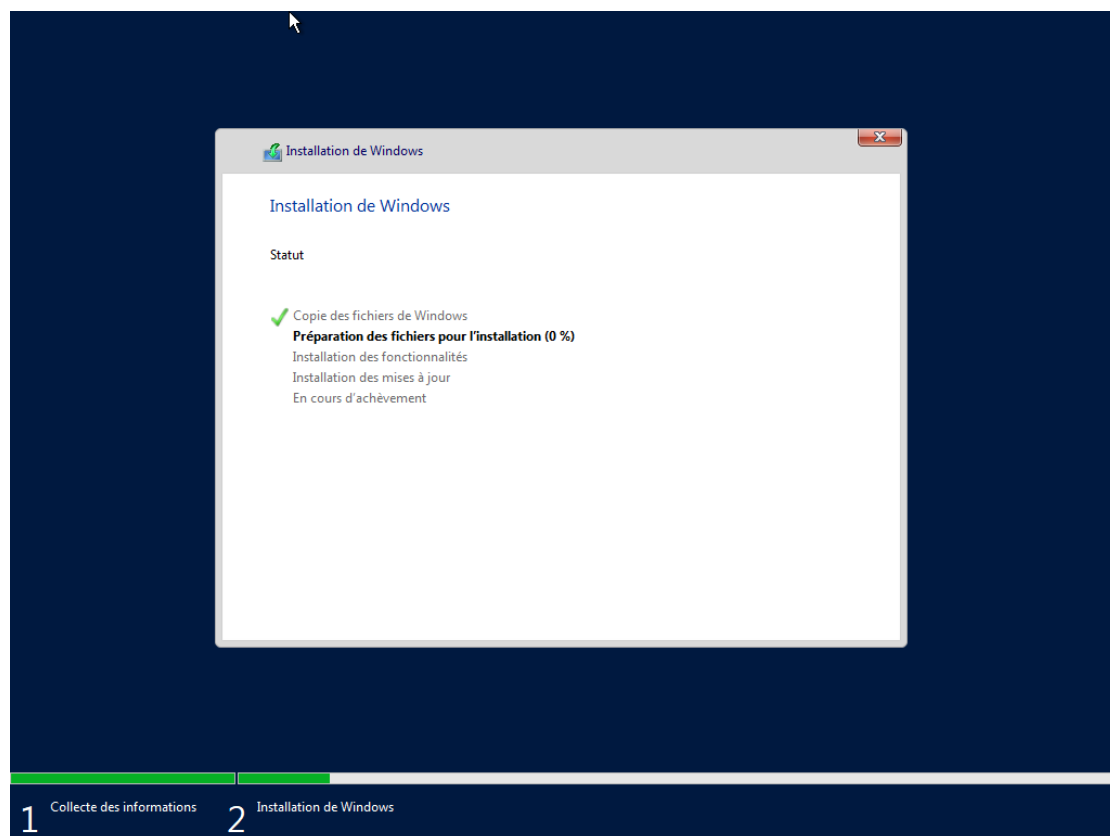 Installation de Windows
Installation de Windows
Statut
Copie des fichiers de Windows
Préparation des fichiers pour l'installation (0 %)
Installation des fonctionnalités
Installation des mises à jour
En cours d'achèvement
1 Collecte des informations 2 Installation de Windows